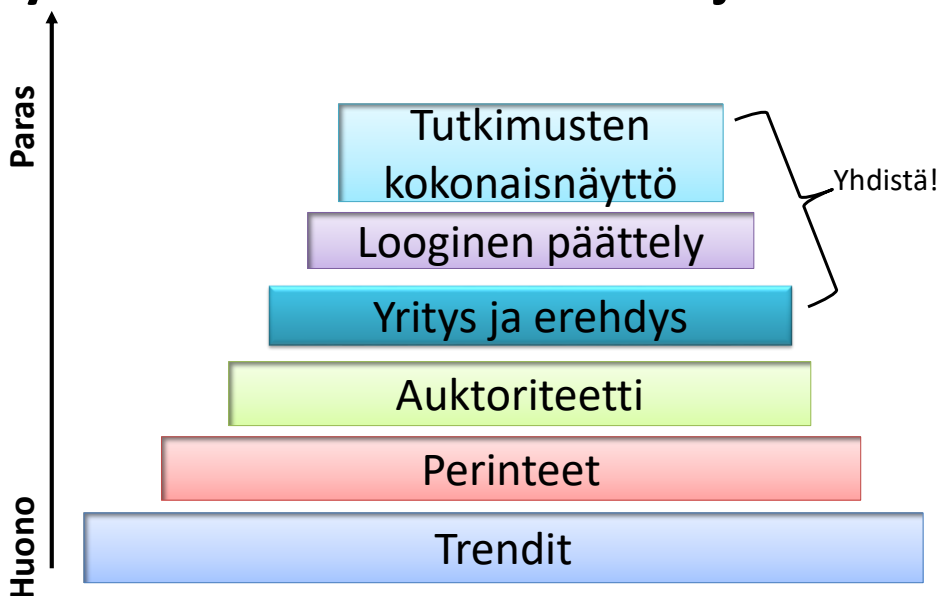 Paras
Tutkimusten
kokonaisnäyttö
Yhdistä!
Looginen päättely
Yritys ja erehdys
Auktoriteetti
Perinteet
Trendit
Huono